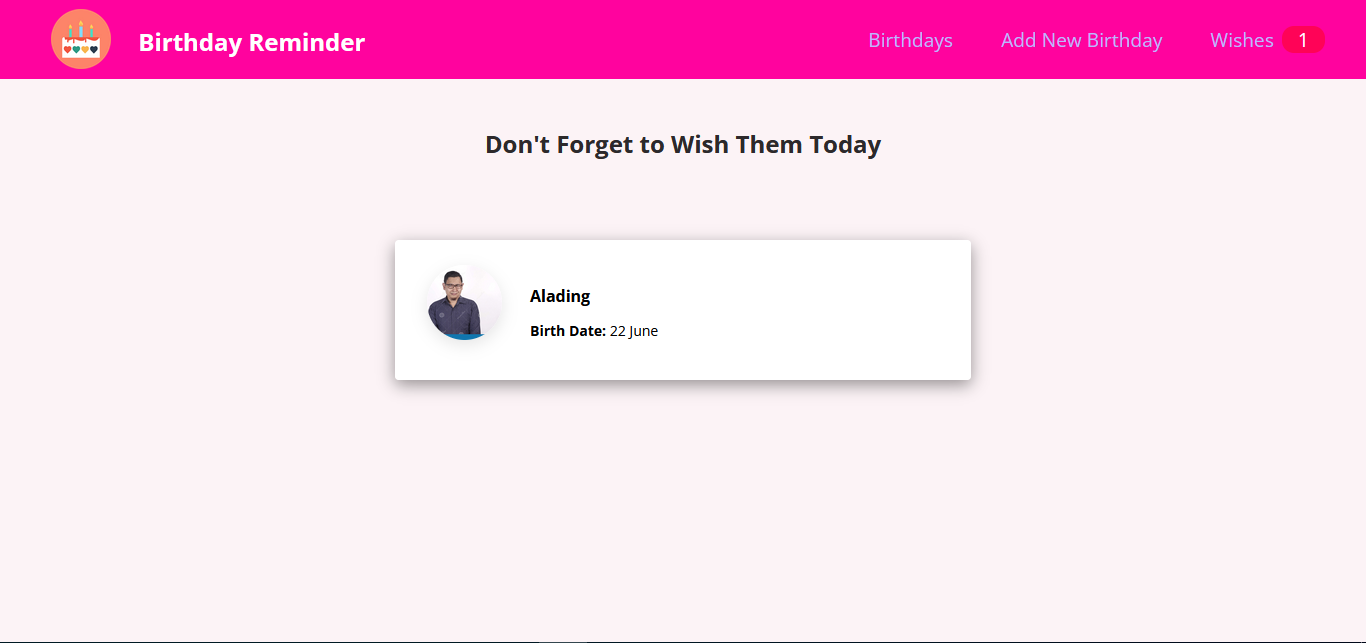 Birthday Reminder
Birthdays
Add New Birthday
Wishes 1
Don't Forget to Wish Them Today
Alading
Birth Date: 22 June